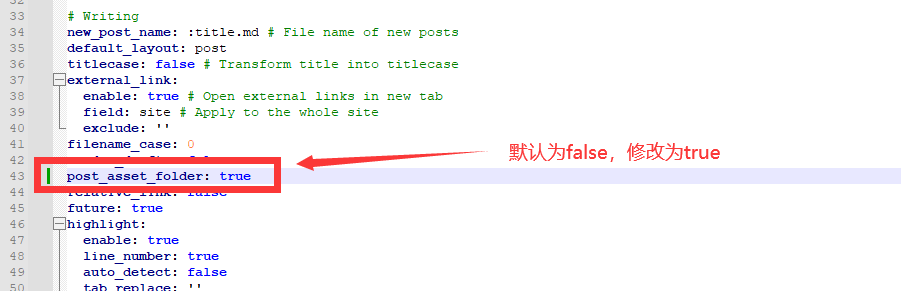 33 # Writing
34 new_post_name: :title.md # File name of new posts
35 default_layout: post
36 titlecase: false # Transform title into titlecase
37 external_link:
38 enable: true # Open external links in new tab
39 field: site # Apply to the whole site
40 exclude: ''
41 filename_case: 0
42
43 post_asset_folder: true
默认为false，修改为true
44 relative_link: false
45 future: true
46 highlight:
47 enable: true
48 line_number: true
49 auto_detect: false
50 tab_replace: ''